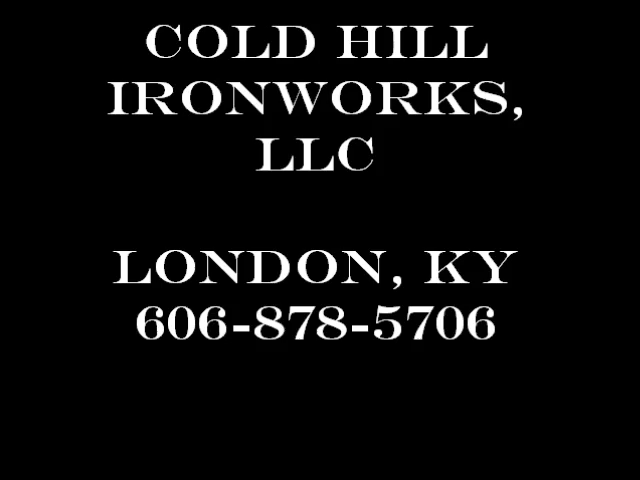 COLD HILL
IRONWORKS,
LLC
LONDON, KY
606-878-5706